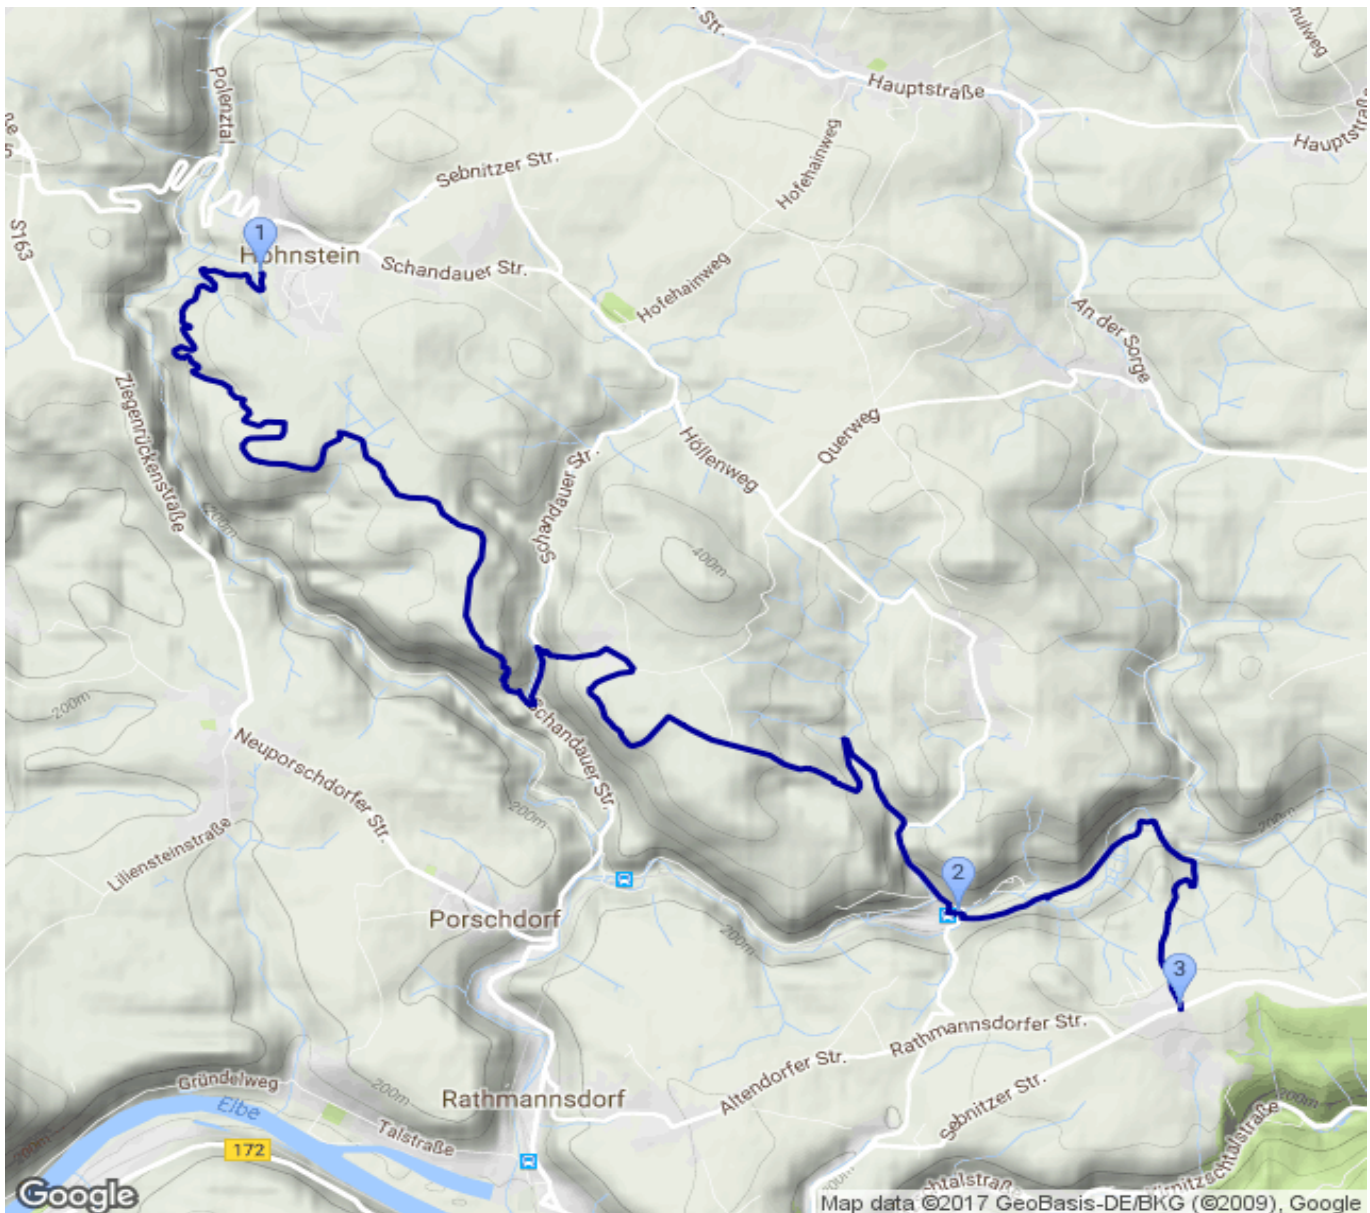 Str.
Hauptstraße
Hauptstraße
Polenztal
Sebnitzer Str.
Hofehainweg
S163
1
Hohnstein
Schandauer Str.
Hofehainweg
An der Sorge
Ziegenrückenstraße
Höllenweg
Querweg
Schandauer Str.
400m
200m
200m
Schandauer Str.
Neuporschdorfer Str.
200m
200m
Liliensteinstraße
2
Porschdorf
200m
3
Rathmannsdorfer Str.
Gründelweg
200m
Rathmannsdorf
Altendorfer Str.
Sebnitzer Str.
200m
Elbe
Talstraße
172
200m
Google
Map data ©2017 GeoBasis-DE/BKG (©2009), Google